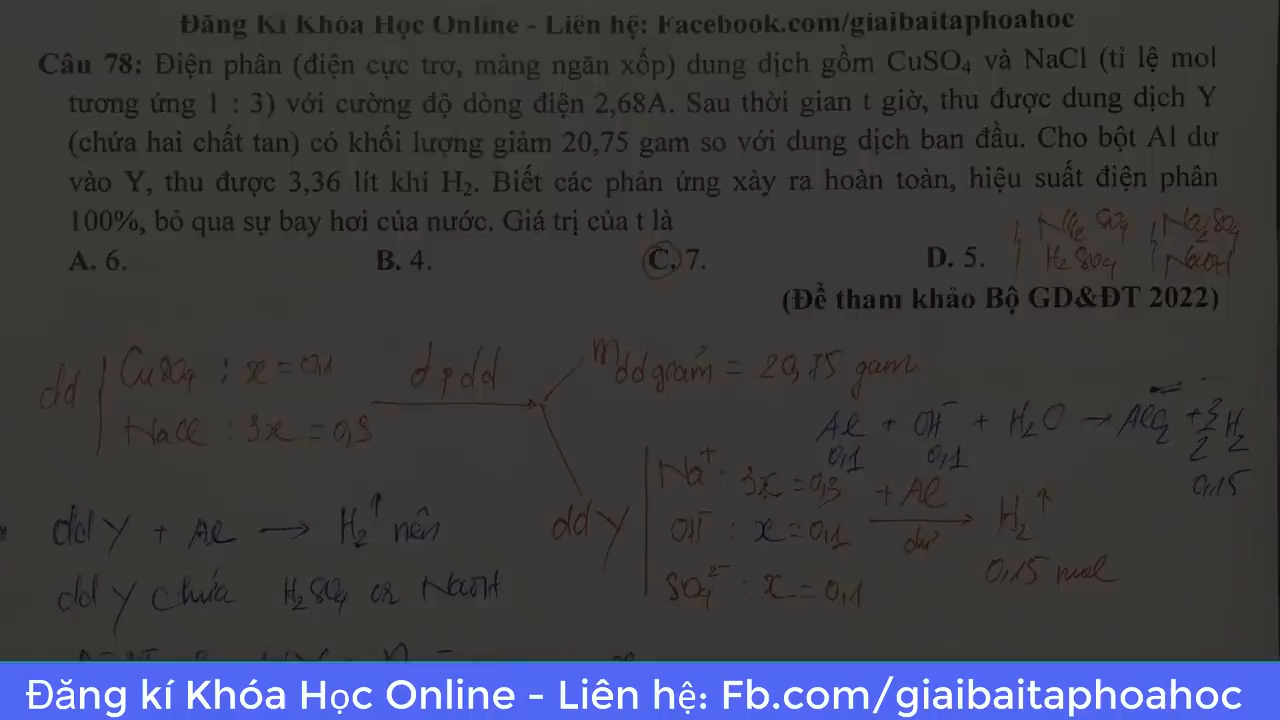 Đăng Kí Khóa Học Online - Liên hệ: Facebook.com/giaibaitaphoahoc
Câu 78: Điện phân (điện cực trơ, màng ngăn xốp) dung dịch gồm CuSO₄ và NaCl (tỉ lệ mol
tương ứng 1 : 3) với cường độ dòng điện 2,68A. Sau thời gian t giờ, thu được dung dịch Y
(chứa hai chất tan) có khối lượng giảm 20,75 gam so với dung dịch ban đầu. Cho bột Al dư
vào Y, thu được 3,36 lít khí H₂. Biết các phản ứng xảy ra hoàn toàn, hiệu suất điện phân
100%, bỏ qua sự bay hơi của nước. Giá trị của t là
Na₂SO₄ Na₂SO₄
A. 6. B. 4. C. 7. D. 5. H₂SO₄ NaOH
(Đề tham khảo Bộ GD&ĐT 2022)
dd CuSO₄ : x = 0,1 đpdd m dd giảm = 20,75 gam
NaCl : 3x = 0,3
Al + OH⁻ + H₂O → AlO₂⁻ + 3/2 H₂
0,1 0,1 0,15
dd Y + Al → H₂↑ nên
dd Y Na⁺ : 3x = 0,3
OH⁻ : x = 0,1 + Al dư H₂↑
SO₄²⁻ : x = 0,1 0,15 mol
dd Y chứa H₂SO₄ or NaOH
Đăng kí Khóa Học Online - Liên hệ: Fb.com/giaibaitaphoahoc